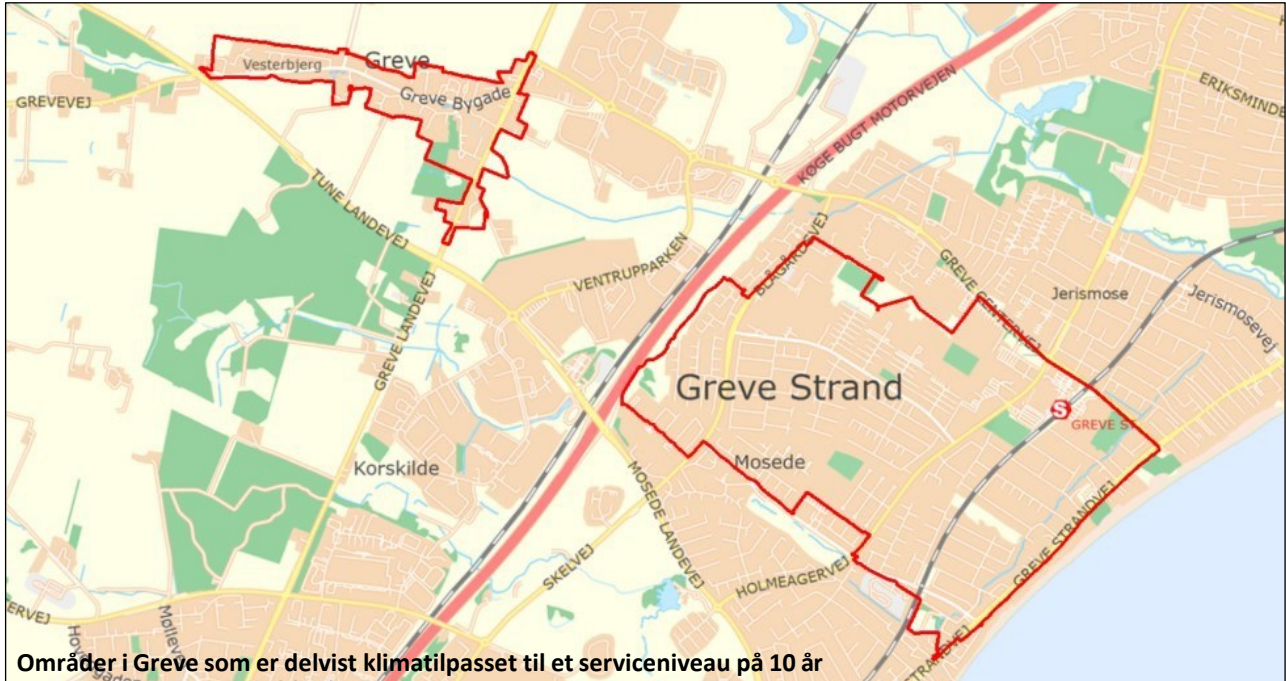 Greve
Vesterbjerg
Greve Bygade
GREVEVEJ
KØGE BUGT MOTORVEJEN
ERIKSMINDE
TUNE LANDEVEJ
BLÅGÅRDSVEJ
VENTRUPPARKEN
GREVE CENTERVEJ
Jerismose
Jerismosevej
GREVE LANDEVEJ
Greve Strand
S
GREVE ST
Korskilde
Mosede
MOSEDE LANDEVEJ
GREVE STRANDVEJ
SKELVEJ
HOLMEAGERVEJ
ERVEJ
STRANDVEJ
Områder i Greve som er delvist klimatilpasset til et serviceniveau på 10 år